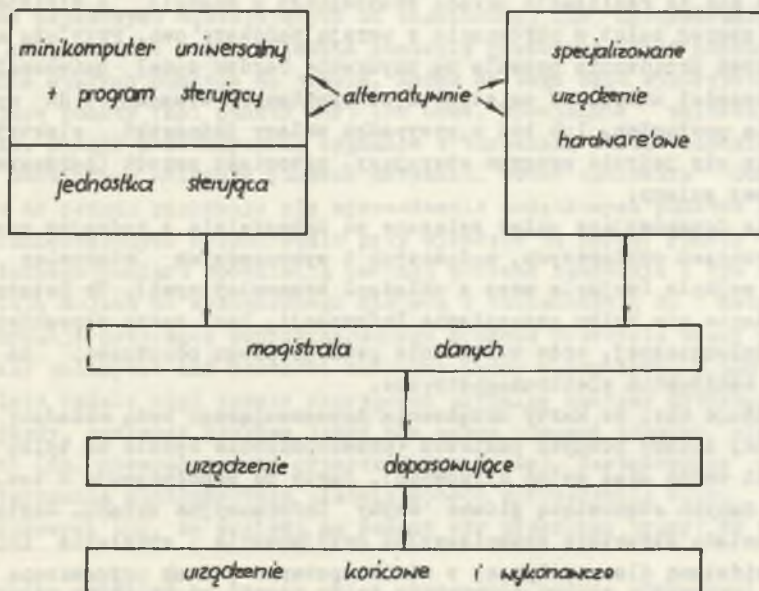 minikomputer uniwersalny
+ program sterujący
jednostka sterująca
alternatywnie
specjalizowane
urządzenie
hardware'owe
magistrala danych
urządzenie dopasowujące
urządzenie końcowe i wykonawcze